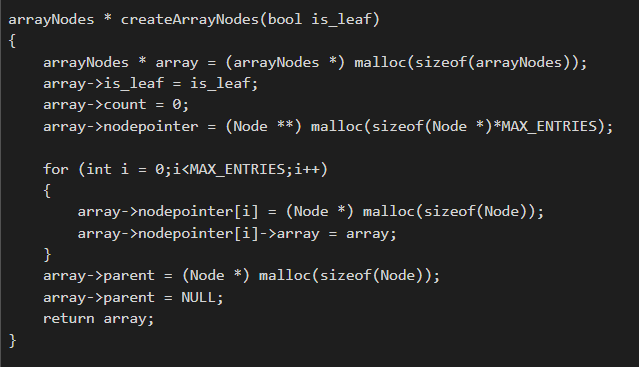 arrayNodes * createArrayNodes(bool is_leaf)
{
    arrayNodes * array = (arrayNodes *) malloc(sizeof(arrayNodes));
    array->is_leaf = is_leaf;
    array->count = 0;
    array->nodepointer = (Node **) malloc(sizeof(Node *)*MAX_ENTRIES);

    for (int i = 0;i<MAX_ENTRIES;i++)
    {
        array->nodepointer[i] = (Node *) malloc(sizeof(Node));
        array->nodepointer[i]->array = array;
    }
    array->parent = (Node *) malloc(sizeof(Node));
    array->parent = NULL;
    return array;
}